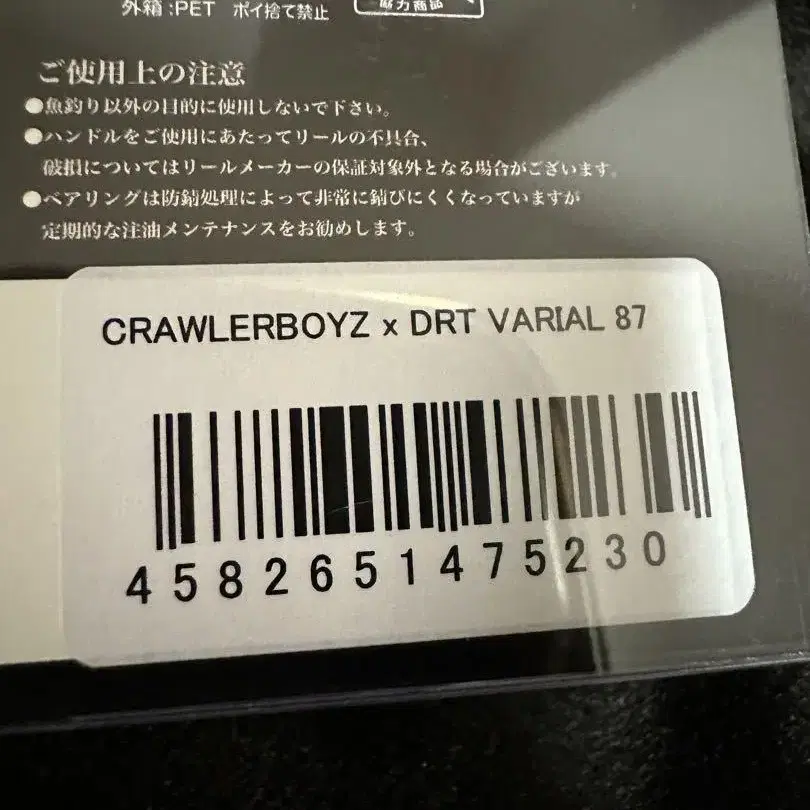 外箱:PET ポイ捨て禁止
協力商品
ご使用上の注意
●魚釣り以外の目的に使用しないで下さい。
●ハンドルをご使用にあたってリールの不具合、
破損についてはリールメーカーの保証対象外となる場合がございます。
●ベアリングは防錆処理によって非常に錆びにくくなっていますが
定期的な注油メンテナンスをお勧めします。
CRAWLERBOYZ x DRT VARIAL 87
4582651475230